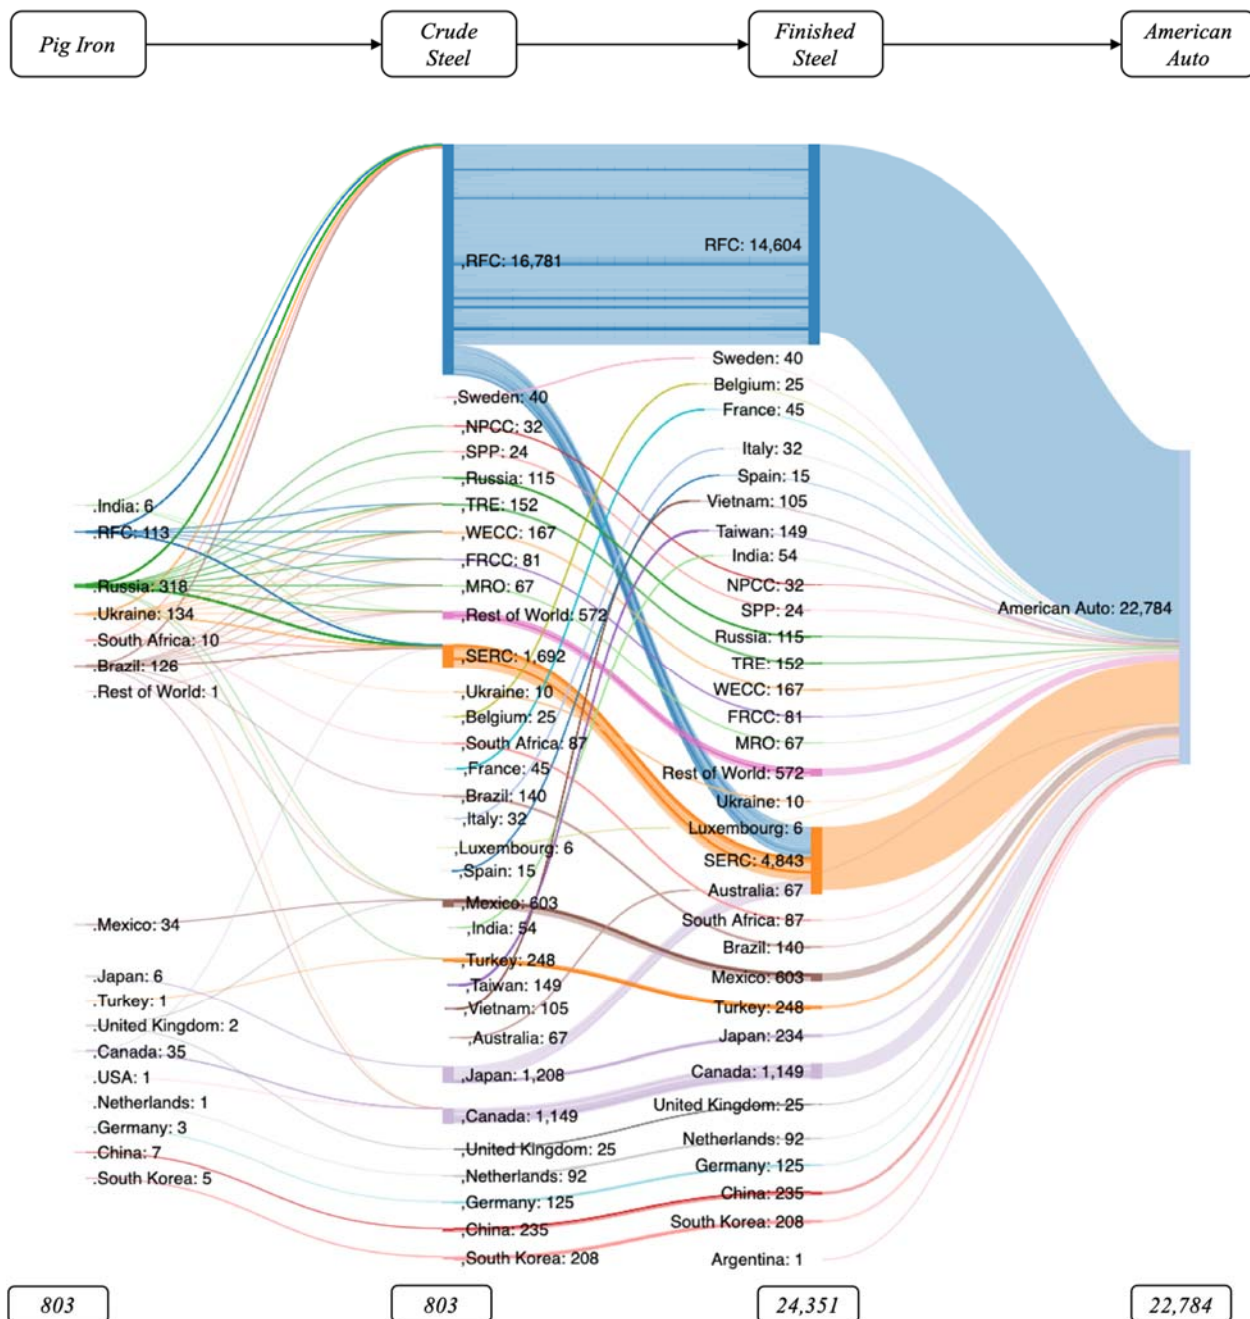 Pig Iron
Crude
Steel
Finished
Steel
American
Auto
.India: 6
.RFC: 113
.Russia: 318
.Ukraine: 134
.South Africa: 10
.Brazil: 126
.Rest of World: 1
.Mexico: 34
.Japan: 6
.Turkey: 1
.United Kingdom: 2
.Canada: 35
.USA: 1
.Netherlands: 1
.Germany: 3
.China: 7
.South Korea: 5
,RFC: 16,781
,Sweden: 40
,NPCC: 32
,SPP: 24
,Russia: 115
,TRE: 152
,WECC: 167
,FRCC: 81
,MRO: 67
,Rest of World: 572
,SERC: 1,692
,Ukraine: 10
,Belgium: 25
,South Africa: 87
,France: 45
,Brazil: 140
,Italy: 32
,Luxembourg: 6
,Spain: 15
,Mexico: 603
,India: 54
,Turkey: 248
,Taiwan: 149
,Vietnam: 105
,Australia: 67
,Japan: 1,208
,Canada: 1,149
,United Kingdom: 25
,Netherlands: 92
,Germany: 125
,China: 235
,South Korea: 208
RFC: 14,604
Sweden: 40
Belgium: 25
France: 45
Italy: 32
Spain: 15
Vietnam: 105
Taiwan: 149
India: 54
NPCC: 32
SPP: 24
Russia: 115
TRE: 152
WECC: 167
FRCC: 81
MRO: 67
Rest of World: 572
Ukraine: 10
Luxembourg: 6
SERC: 4,843
Australia: 67
South Africa: 87
Brazil: 140
Mexico: 603
Turkey: 248
Japan: 234
Canada: 1,149
United Kingdom: 25
Netherlands: 92
Germany: 125
China: 235
South Korea: 208
Argentina: 1
American Auto: 22,784
803
803
24,351
22,784